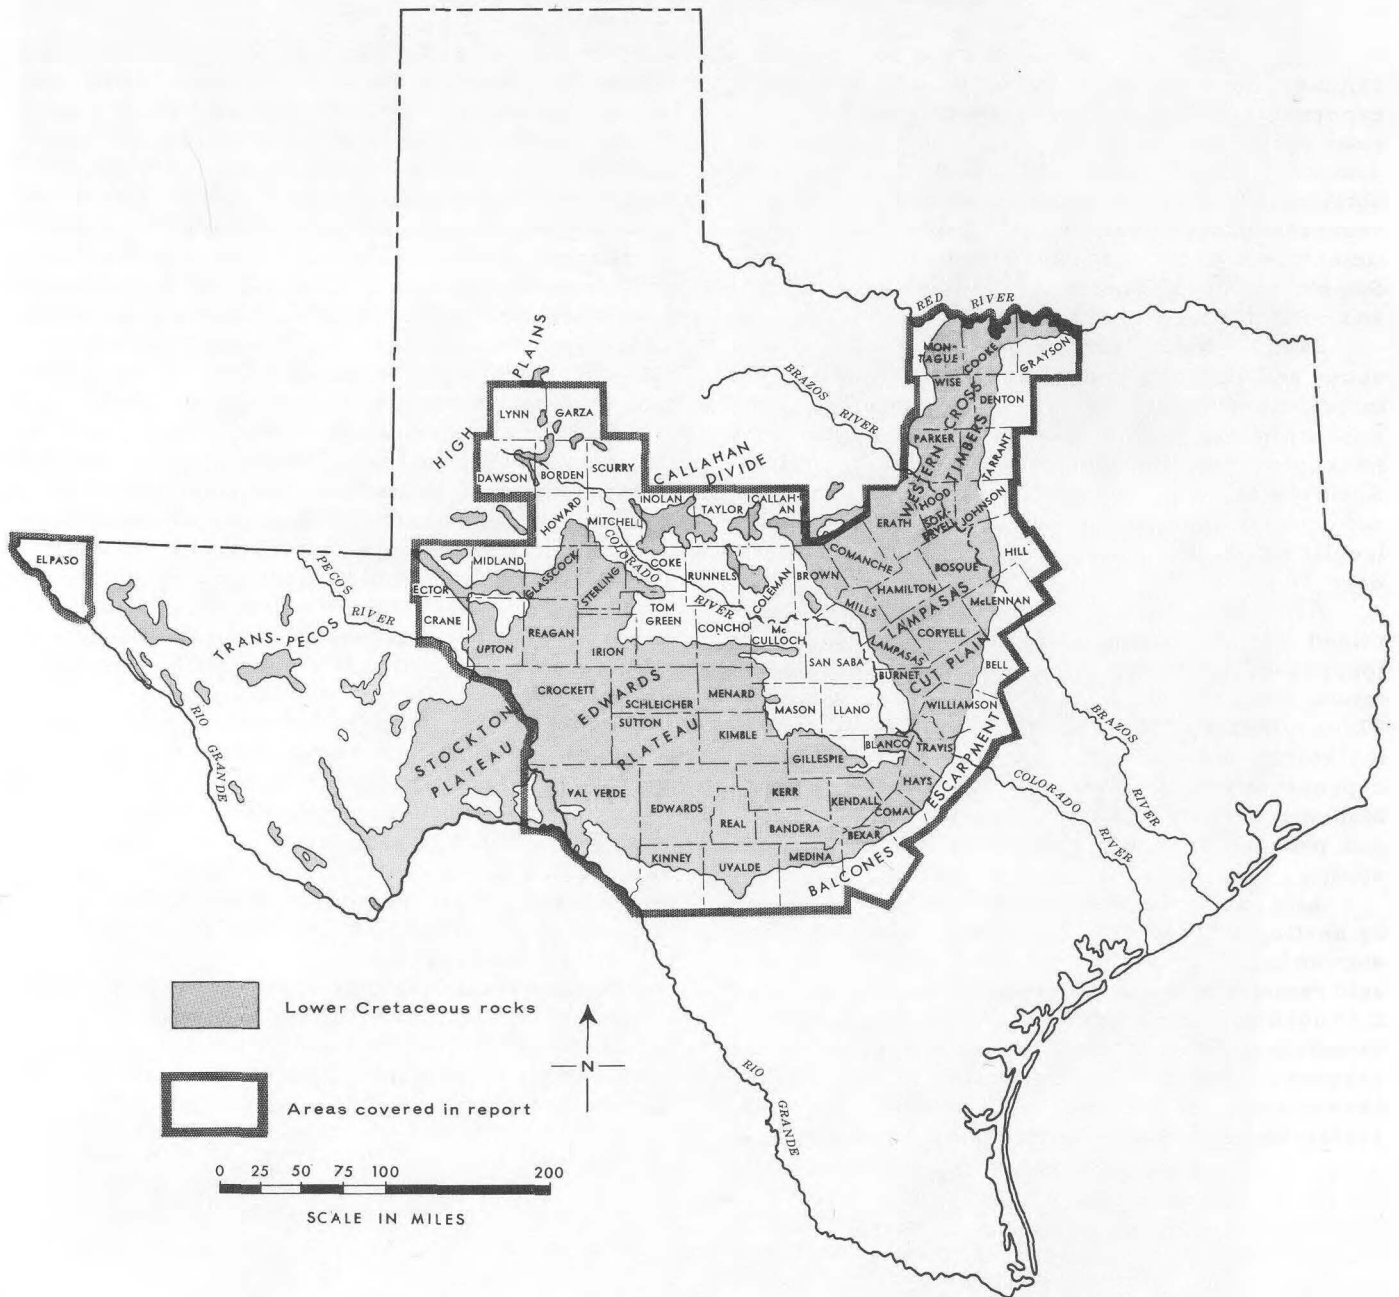 RED RIVER
HIGH PLAINS
MON-
TAGUE
COOKE
GRAYSON
BRAZOS RIVER
WISE
DENTON
LYNN
GARZA
WESTERN CROSS
TIMBERS
PARKER
TARRANT
DAWSON
BORDEN
SCURRY
CALLAHAN
DIVIDE
HOOD
SOM-
ERVELL
JOHNSON
HOWARD
MITCHELL
NOLAN
TAYLOR
CALLAH-
AN
ERATH
HILL
EL PASO
PECOS
RIVER
MIDLAND
GLASSCOCK
STERLING
COLORADO
RIVER
COKE
RUNNELS
COLEMAN
BROWN
COMANCHE
BOSQUE
HAMILTON
McLENNAN
ECTOR
CRANE
UPTON
REAGAN
IRION
TOM
GREEN
CONCHO
Mc
CULLOCH
MILLS
LAMPASAS
CORYELL
LAMPASAS
CUT PLAIN
BELL
TRANS-PECOS
SAN SABA
BURNET
CROCKETT
EDWARDS
PLATEAU
SCHLEICHER
MENARD
MASON
LLANO
WILLIAMSON
SUTTON
KIMBLE
BLANCO
TRAVIS
RIO
GRANDE
STOCKTON
PLATEAU
GILLESPIE
BRAZOS
RIVER
COLORADO
RIVER
VAL VERDE
EDWARDS
KERR
KENDALL
HAYS
COMAL
REAL
BANDERA
BEXAR
BALCONES ESCARPMENT
KINNEY
UVALDE
MEDINA
Lower Cretaceous rocks
N
Areas covered in report
RIO
GRANDE
0 25 50 75 100 200
SCALE IN MILES